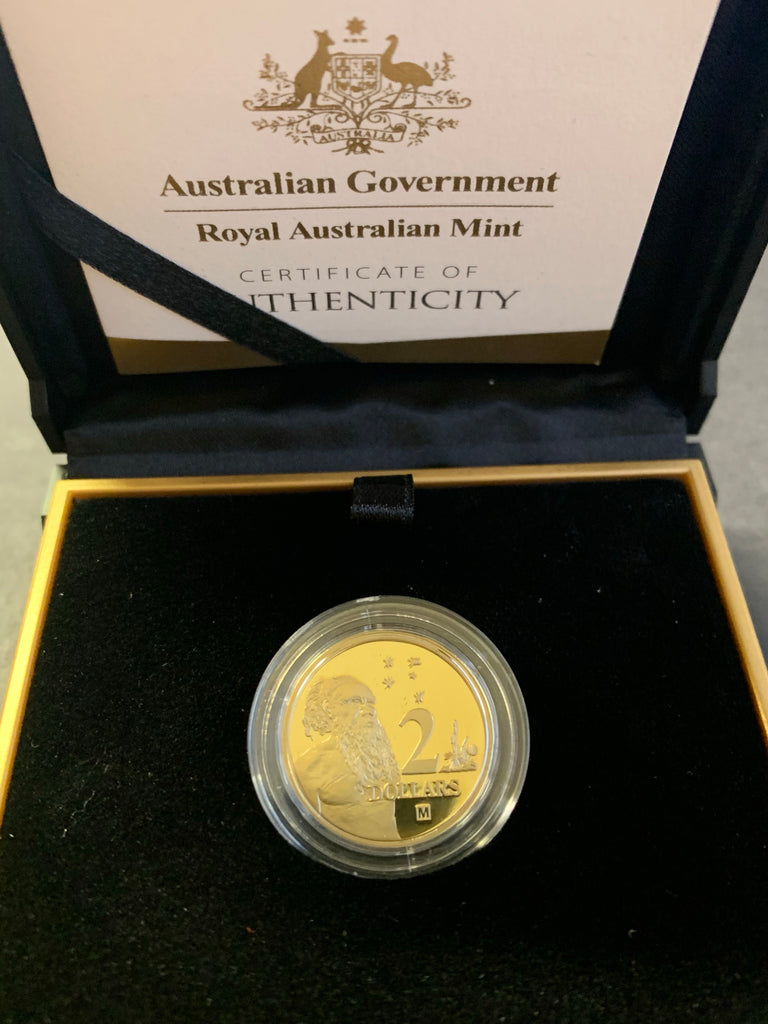 AUSTRALIA
Australian Government
Royal Australian Mint
CERTIFICATE OF
THENTICITY
2
DOLLARS
M